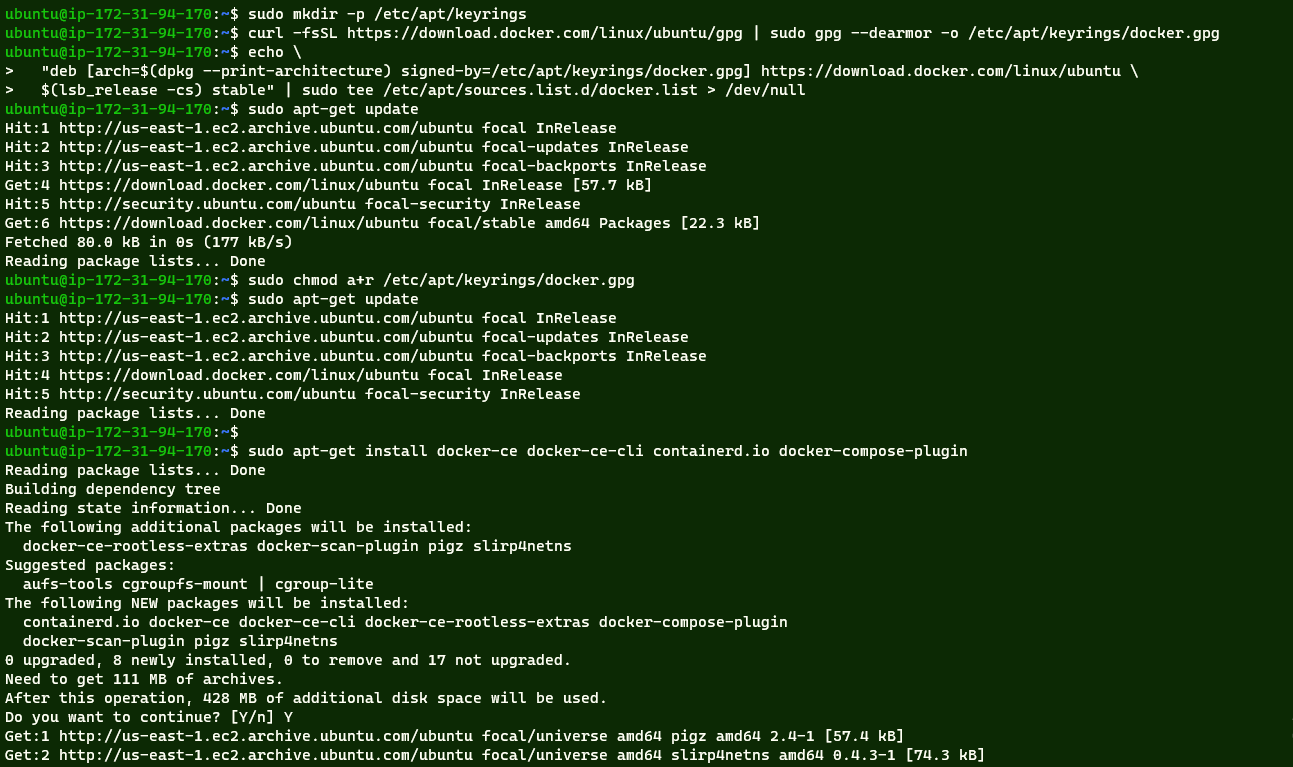 ubuntu@ip-172-31-94-170:~$ sudo mkdir -p /etc/apt/keyrings
ubuntu@ip-172-31-94-170:~$ curl -fsSL https://download.docker.com/linux/ubuntu/gpg | sudo gpg --dearmor -o /etc/apt/keyrings/docker.gpg
ubuntu@ip-172-31-94-170:~$ echo \
>   "deb [arch=$(dpkg --print-architecture) signed-by=/etc/apt/keyrings/docker.gpg] https://download.docker.com/linux/ubuntu \
>   $(lsb_release -cs) stable" | sudo tee /etc/apt/sources.list.d/docker.list > /dev/null
ubuntu@ip-172-31-94-170:~$ sudo apt-get update
Hit:1 http://us-east-1.ec2.archive.ubuntu.com/ubuntu focal InRelease
Hit:2 http://us-east-1.ec2.archive.ubuntu.com/ubuntu focal-updates InRelease
Hit:3 http://us-east-1.ec2.archive.ubuntu.com/ubuntu focal-backports InRelease
Get:4 https://download.docker.com/linux/ubuntu focal InRelease [57.7 kB]
Hit:5 http://security.ubuntu.com/ubuntu focal-security InRelease
Get:6 https://download.docker.com/linux/ubuntu focal/stable amd64 Packages [22.3 kB]
Fetched 80.0 kB in 0s (177 kB/s)
Reading package lists... Done
ubuntu@ip-172-31-94-170:~$ sudo chmod a+r /etc/apt/keyrings/docker.gpg
ubuntu@ip-172-31-94-170:~$ sudo apt-get update
Hit:1 http://us-east-1.ec2.archive.ubuntu.com/ubuntu focal InRelease
Hit:2 http://us-east-1.ec2.archive.ubuntu.com/ubuntu focal-updates InRelease
Hit:3 http://us-east-1.ec2.archive.ubuntu.com/ubuntu focal-backports InRelease
Hit:4 https://download.docker.com/linux/ubuntu focal InRelease
Hit:5 http://security.ubuntu.com/ubuntu focal-security InRelease
Reading package lists... Done
ubuntu@ip-172-31-94-170:~$
ubuntu@ip-172-31-94-170:~$ sudo apt-get install docker-ce docker-ce-cli containerd.io docker-compose-plugin
Reading package lists... Done
Building dependency tree
Reading state information... Done
The following additional packages will be installed:
  docker-ce-rootless-extras docker-scan-plugin pigz slirp4netns
Suggested packages:
  aufs-tools cgroupfs-mount | cgroup-lite
The following NEW packages will be installed:
  containerd.io docker-ce docker-ce-cli docker-ce-rootless-extras docker-compose-plugin
  docker-scan-plugin pigz slirp4netns
0 upgraded, 8 newly installed, 0 to remove and 17 not upgraded.
Need to get 111 MB of archives.
After this operation, 428 MB of additional disk space will be used.
Do you want to continue? [Y/n] Y
Get:1 http://us-east-1.ec2.archive.ubuntu.com/ubuntu focal/universe amd64 pigz amd64 2.4-1 [57.4 kB]
Get:2 http://us-east-1.ec2.archive.ubuntu.com/ubuntu focal/universe amd64 slirp4netns amd64 0.4.3-1 [74.3 kB]